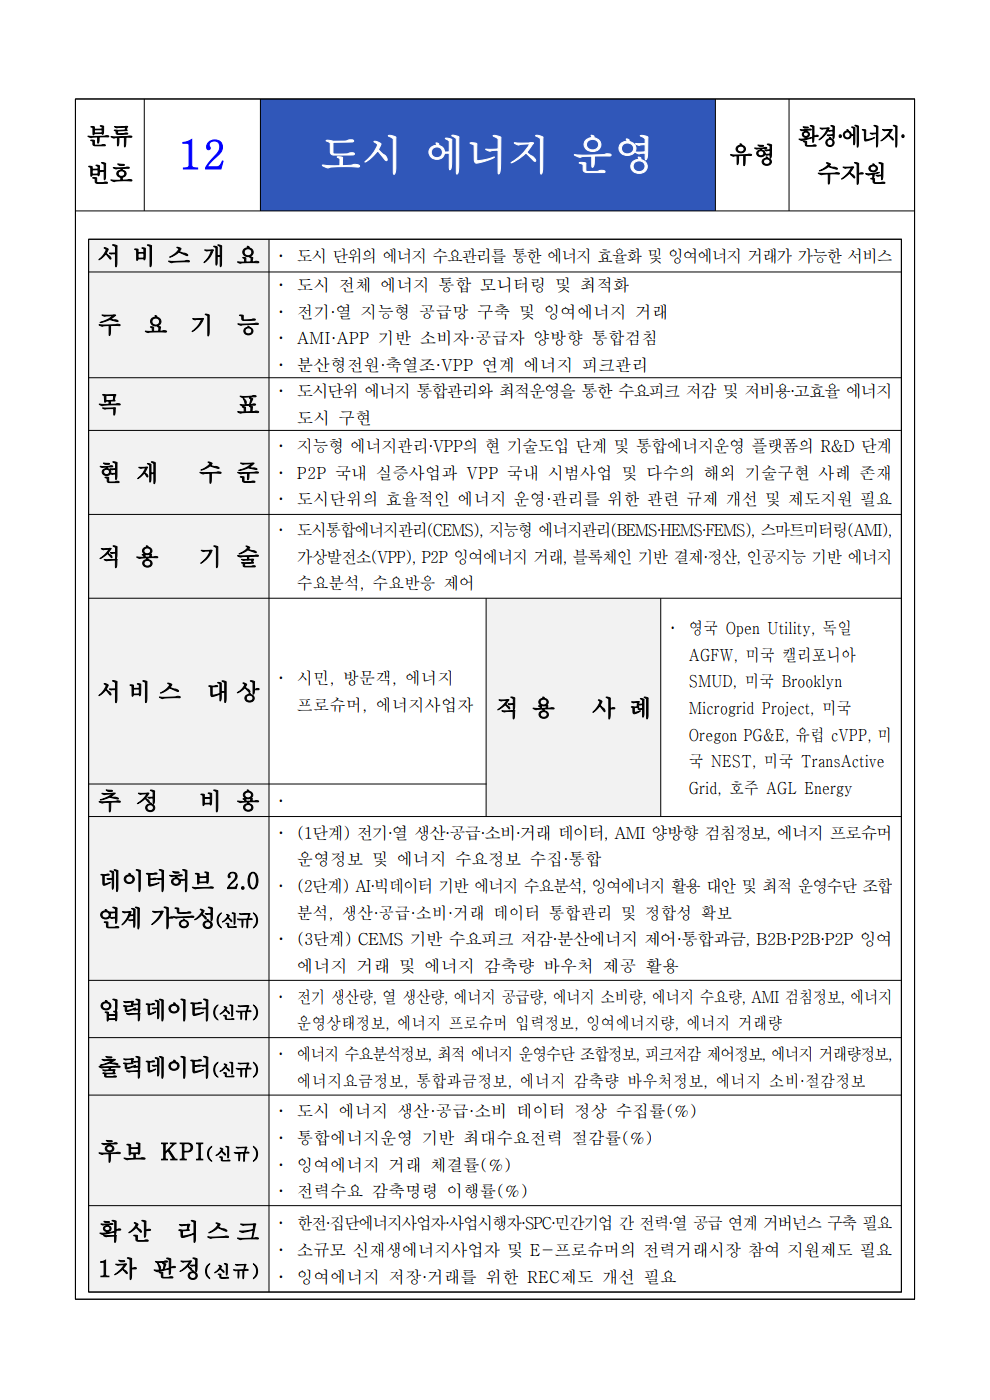 분류
번호
12
도시 에너지 운영
유형
환경·에너지·
수자원
서비스개요
· 도시 단위의 에너지 수요관리를 통한 에너지 효율화 및 잉여에너지 거래가 가능한 서비스
주요기능
· 도시 전체 에너지 통합 모니터링 및 최적화
· 전기·열 지능형 공급망 구축 및 잉여에너지 거래
· AMI·APP 기반 소비자·공급자 양방향 통합검침
· 분산형전원·축열조·VPP 연계 에너지 피크관리
목표
· 도시단위 에너지 통합관리와 최적운영을 통한 수요피크 저감 및 저비용·고효율 에너지
도시 구현
현재 수준
· 지능형 에너지관리·VPP의 현 기술도입 단계 및 통합에너지운영 플랫폼의 R&D 단계
· P2P 국내 실증사업과 VPP 국내 시범사업 및 다수의 해외 기술구현 사례 존재
· 도시단위의 효율적인 에너지 운영·관리를 위한 관련 규제 개선 및 제도지원 필요
적용 기술
· 도시통합에너지관리(CEMS), 지능형 에너지관리(BEMS·HEMS·FEMS), 스마트미터링(AMI),
가상발전소(VPP), P2P 잉여에너지 거래, 블록체인 기반 결제·정산, 인공지능 기반 에너지
수요분석, 수요반응 제어
서비스 대상
· 시민, 방문객, 에너지
프로슈머, 에너지사업자
적용 사례
· 영국 Open Utility, 독일
AGFW, 미국 캘리포니아
SMUD, 미국 Brooklyn
Microgrid Project, 미국
Oregon PG&E, 유럽 cVPP, 미
국 NEST, 미국 TransActive
Grid, 호주 AGL Energy
추정 비용
·
데이터허브 2.0
연계 가능성(신규)
· (1단계) 전기·열 생산·공급·소비·거래 데이터, AMI 양방향 검침정보, 에너지 프로슈머
운영정보 및 에너지 수요정보 수집·통합
· (2단계) AI·빅데이터 기반 에너지 수요분석, 잉여에너지 활용 대안 및 최적 운영수단 조합
분석, 생산·공급·소비·거래 데이터 통합관리 및 정합성 확보
· (3단계) CEMS 기반 수요피크 저감·분산에너지 제어·통합과금, B2B·P2B·P2P 잉여
에너지 거래 및 에너지 감축량 바우처 제공 활용
입력데이터(신규)
· 전기 생산량, 열 생산량, 에너지 공급량, 에너지 소비량, 에너지 수요량, AMI 검침정보, 에너지
운영상태정보, 에너지 프로슈머 입력정보, 잉여에너지량, 에너지 거래량
출력데이터(신규)
· 에너지 수요분석정보, 최적 에너지 운영수단 조합정보, 피크저감 제어정보, 에너지 거래량정보,
에너지요금정보, 통합과금정보, 에너지 감축량 바우처정보, 에너지 소비·절감정보
후보 KPI(신규)
· 도시 에너지 생산·공급·소비 데이터 정상 수집률(%)
· 통합에너지운영 기반 최대수요전력 절감률(%)
· 잉여에너지 거래 체결률(%)
· 전력수요 감축명령 이행률(%)
확산 리스크
1차 판정(신규)
· 한전·집단에너지사업자·사업시행자·SPC·민간기업 간 전력·열 공급 연계 거버넌스 구축 필요
· 소규모 신재생에너지사업자 및 E-프로슈머의 전력거래시장 참여 지원제도 필요
· 잉여에너지 저장·거래를 위한 REC제도 개선 필요